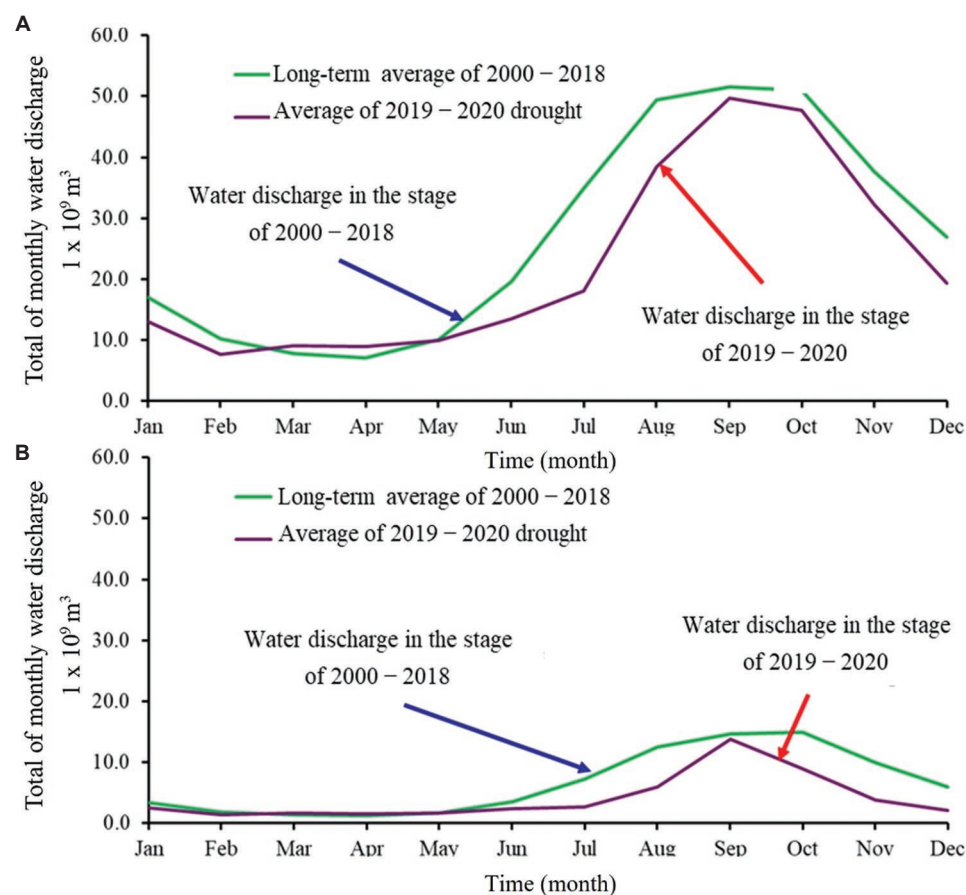 A
Total of monthly water discharge
1 x 10⁹ m³
60.0
50.0
40.0
30.0
20.0
10.0
0.0
Long-term average of 2000 – 2018
Average of 2019 – 2020 drought
Water discharge in the stage
of 2000 – 2018
Water discharge in the stage
of 2019 – 2020
Jan Feb Mar Apr May Jun Jul Aug Sep Oct Nov Dec
Time (month)
B
Total of monthly water discharge
1 x 10⁹ m³
60.0
50.0
40.0
30.0
20.0
10.0
0.0
Long-term average of 2000 – 2018
Average of 2019 – 2020 drought
Water discharge in the stage
of 2000 – 2018
Water discharge in the stage
of 2019 – 2020
Jan Feb Mar Apr May Jun Jul Aug Sep Oct Nov Dec
Time (month)